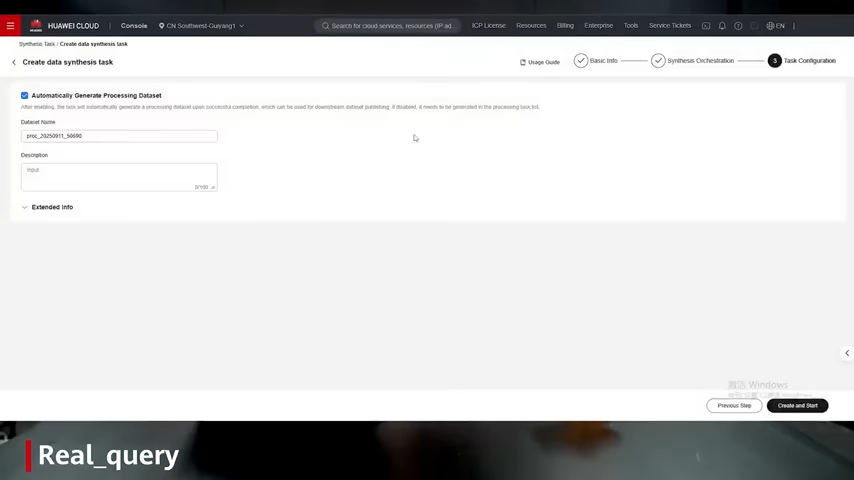 HUAWEI CLOUD Console CN Southwest-Guiyang1 Search for cloud services, resources (IP ad... ICP License Resources Billing Enterprise Tools Service Tickets EN
Synthesis Task / Create data synthesis task
Create data synthesis task Usage Guide Basic Info Synthesis Orchestration 3 Task Configuration
Automatically Generate Processing Dataset
After enabling, the task will automatically generate a processing dataset upon successful completion, which can be used for downstream dataset publishing. If disabled, it needs to be generated in the processing task list.
Dataset Name
proc_20250911_50690
Description
Input
0/100
Extended Info
激活 Windows
Previous Step Create and Start
Real_query